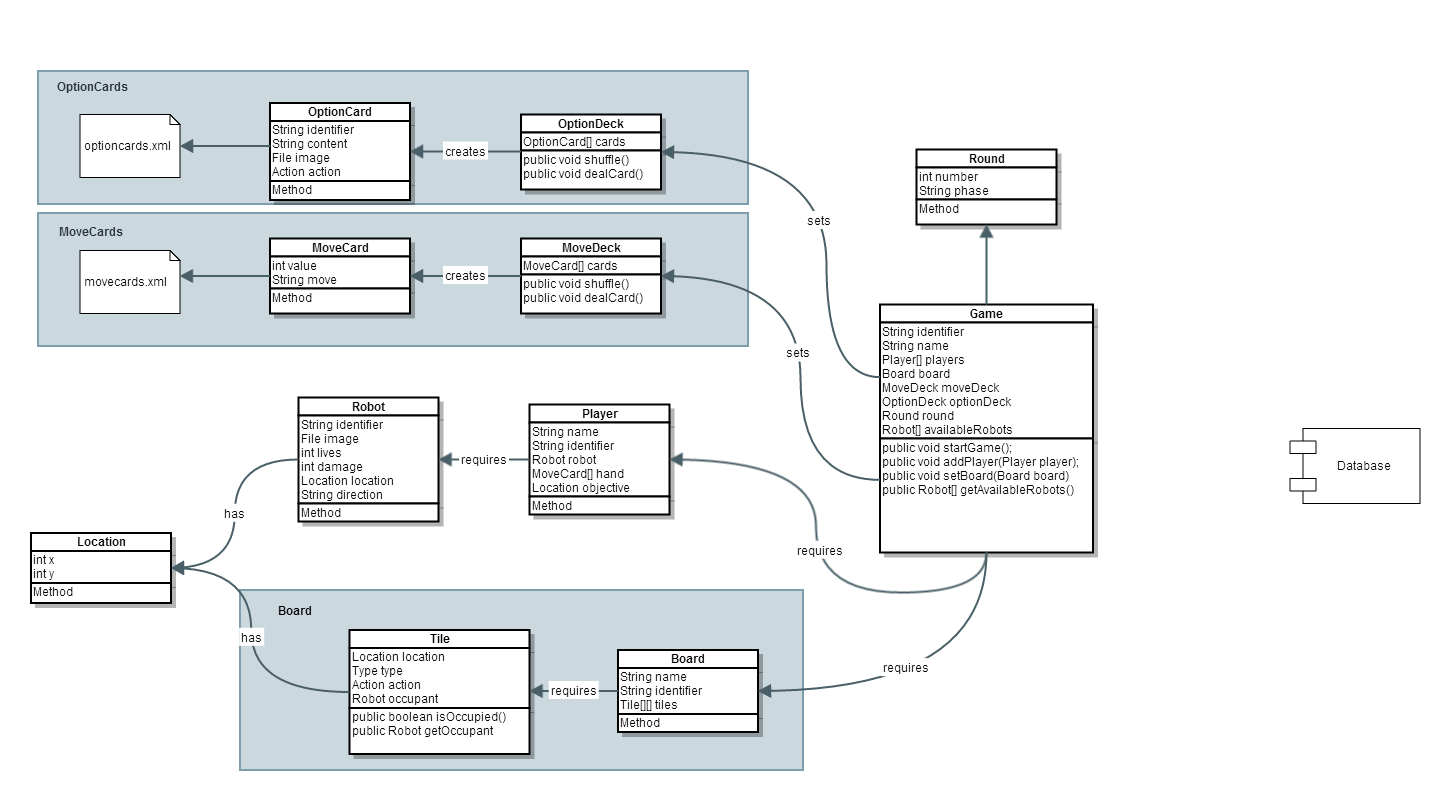 OptionCards
optioncards.xml
OptionCard
String identifier
String content
File image
Action action
Method
creates
OptionDeck
OptionCard[] cards
public void shuffle()
public void dealCard()
MoveCards
movecards.xml
MoveCard
int value
String move
Method
creates
MoveDeck
MoveCard[] cards
public void shuffle()
public void dealCard()
sets
sets
Round
int number
String phase
Method
Game
String identifier
String name
Player[] players
Board board
MoveDeck moveDeck
OptionDeck optionDeck
Round round
Robot[] availableRobots
public void startGame();
public void addPlayer(Player player);
public void setBoard(Board board)
public Robot[] getAvailableRobots()
Database
Robot
String identifier
File image
int lives
int damage
Location location
String direction
Method
requires
Player
String name
String identifier
Robot robot
MoveCard[] hand
Location objective
Method
requires
has
Location
int x
int y
Method
has
Board
Tile
Location location
Type type
Action action
Robot occupant
public boolean isOccupied()
public Robot getOccupant
requires
Board
String name
String identifier
Tile[][] tiles
Method
requires